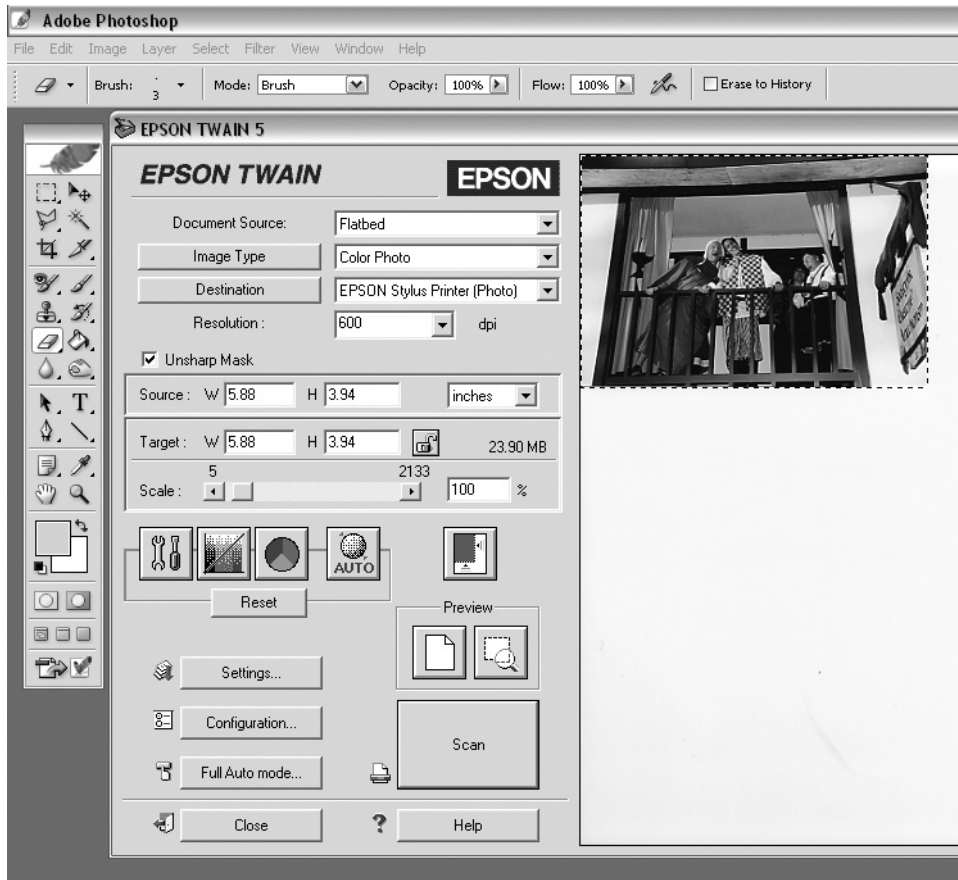 Adobe Photoshop
File Edit Image Layer Select Filter View Window Help
Brush: 3 Mode: Brush Opacity: 100% Flow: 100% Erase to History
EPSON TWAIN 5
EPSON TWAIN EPSON
Document Source: Flatbed
Image Type Color Photo
Destination EPSON Stylus Printer (Photo)
Resolution : 600 dpi
Unsharp Mask
Source : W 5.88 H 3.94 inches
Target : W 5.88 H 3.94 23.90 MB
5 2133
Scale : 100 %
AUTO
Reset
Preview
Settings...
Configuration...
Scan
Full Auto mode...
Close ? Help